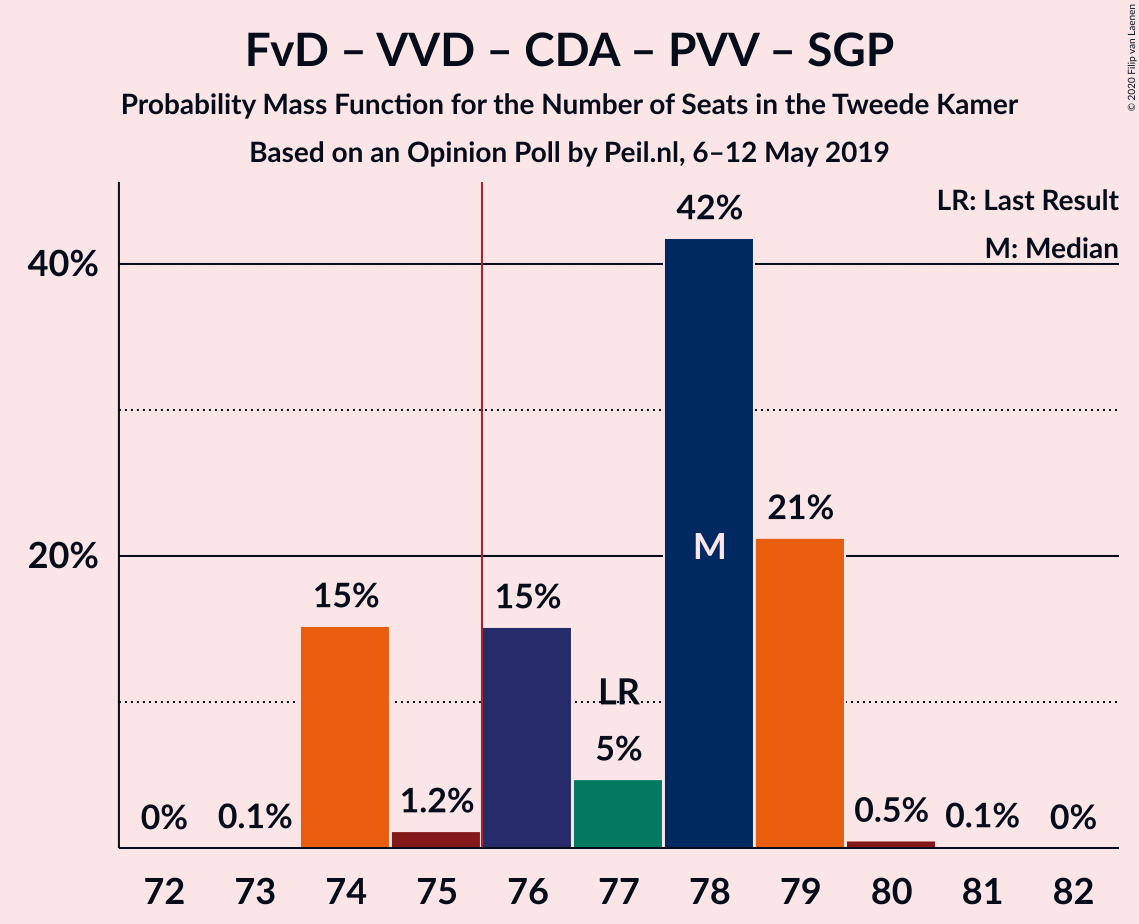 FvD – VVD – CDA – PVV – SGP
Probability Mass Function for the Number of Seats in the Tweede Kamer
Based on an Opinion Poll by Peil.nl, 6–12 May 2019
© 2020 Filip van Laenen
LR: Last Result
M: Median
40%
20%
0%
0.1%
15%
1.2%
15%
LR
5%
42%
M
21%
0.5%
0.1%
0%
72 73 74 75 76 77 78 79 80 81 82